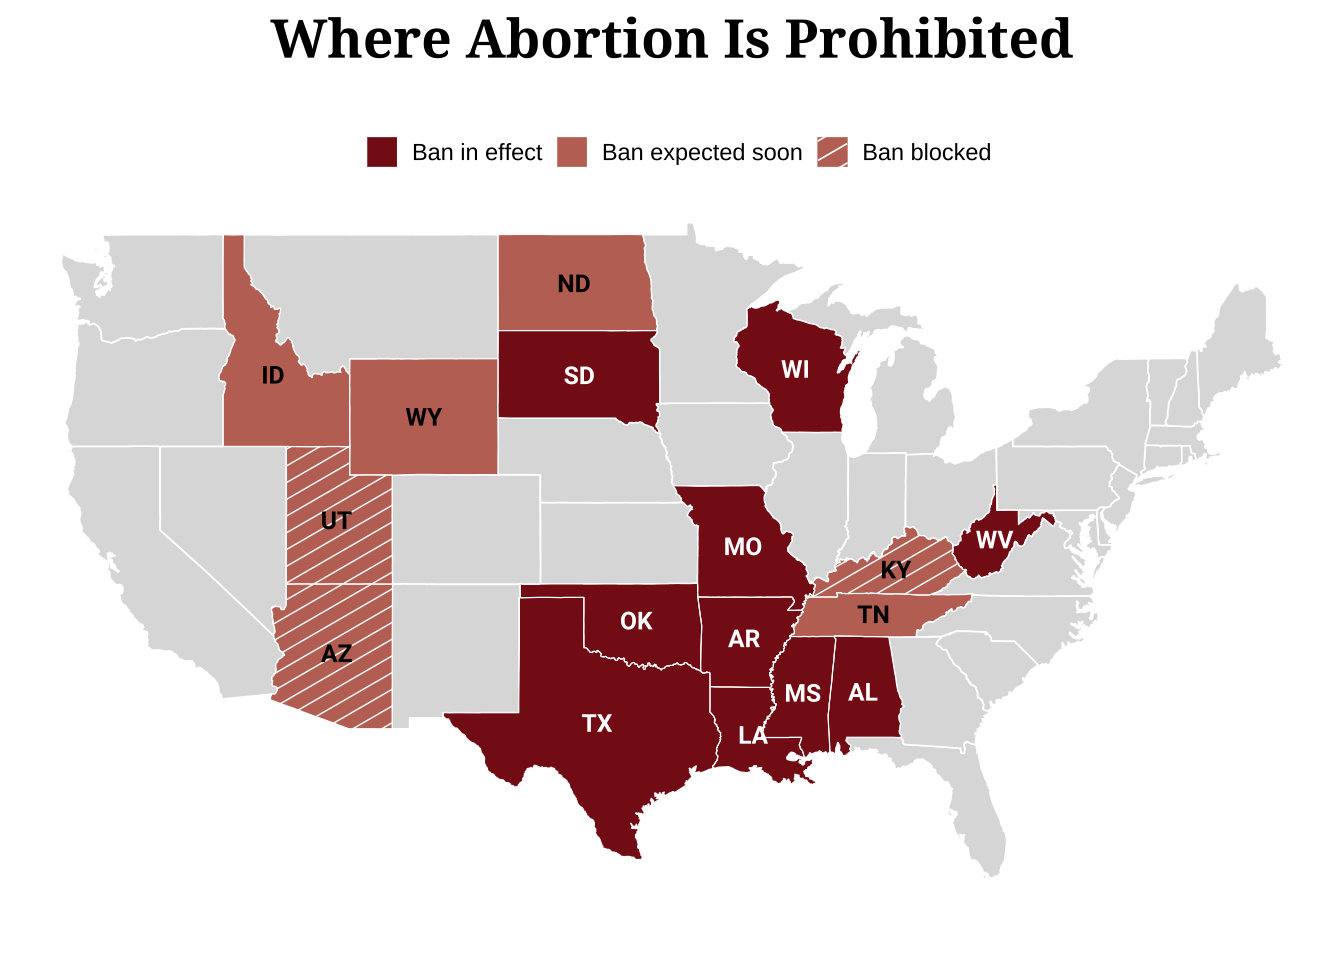 Where Abortion Is Prohibited
Ban in effect
Ban expected soon
Ban blocked
ND
ID
SD
WI
WY
UT
MO
WV
KY
OK
TN
AR
AZ
MS
AL
TX
LA